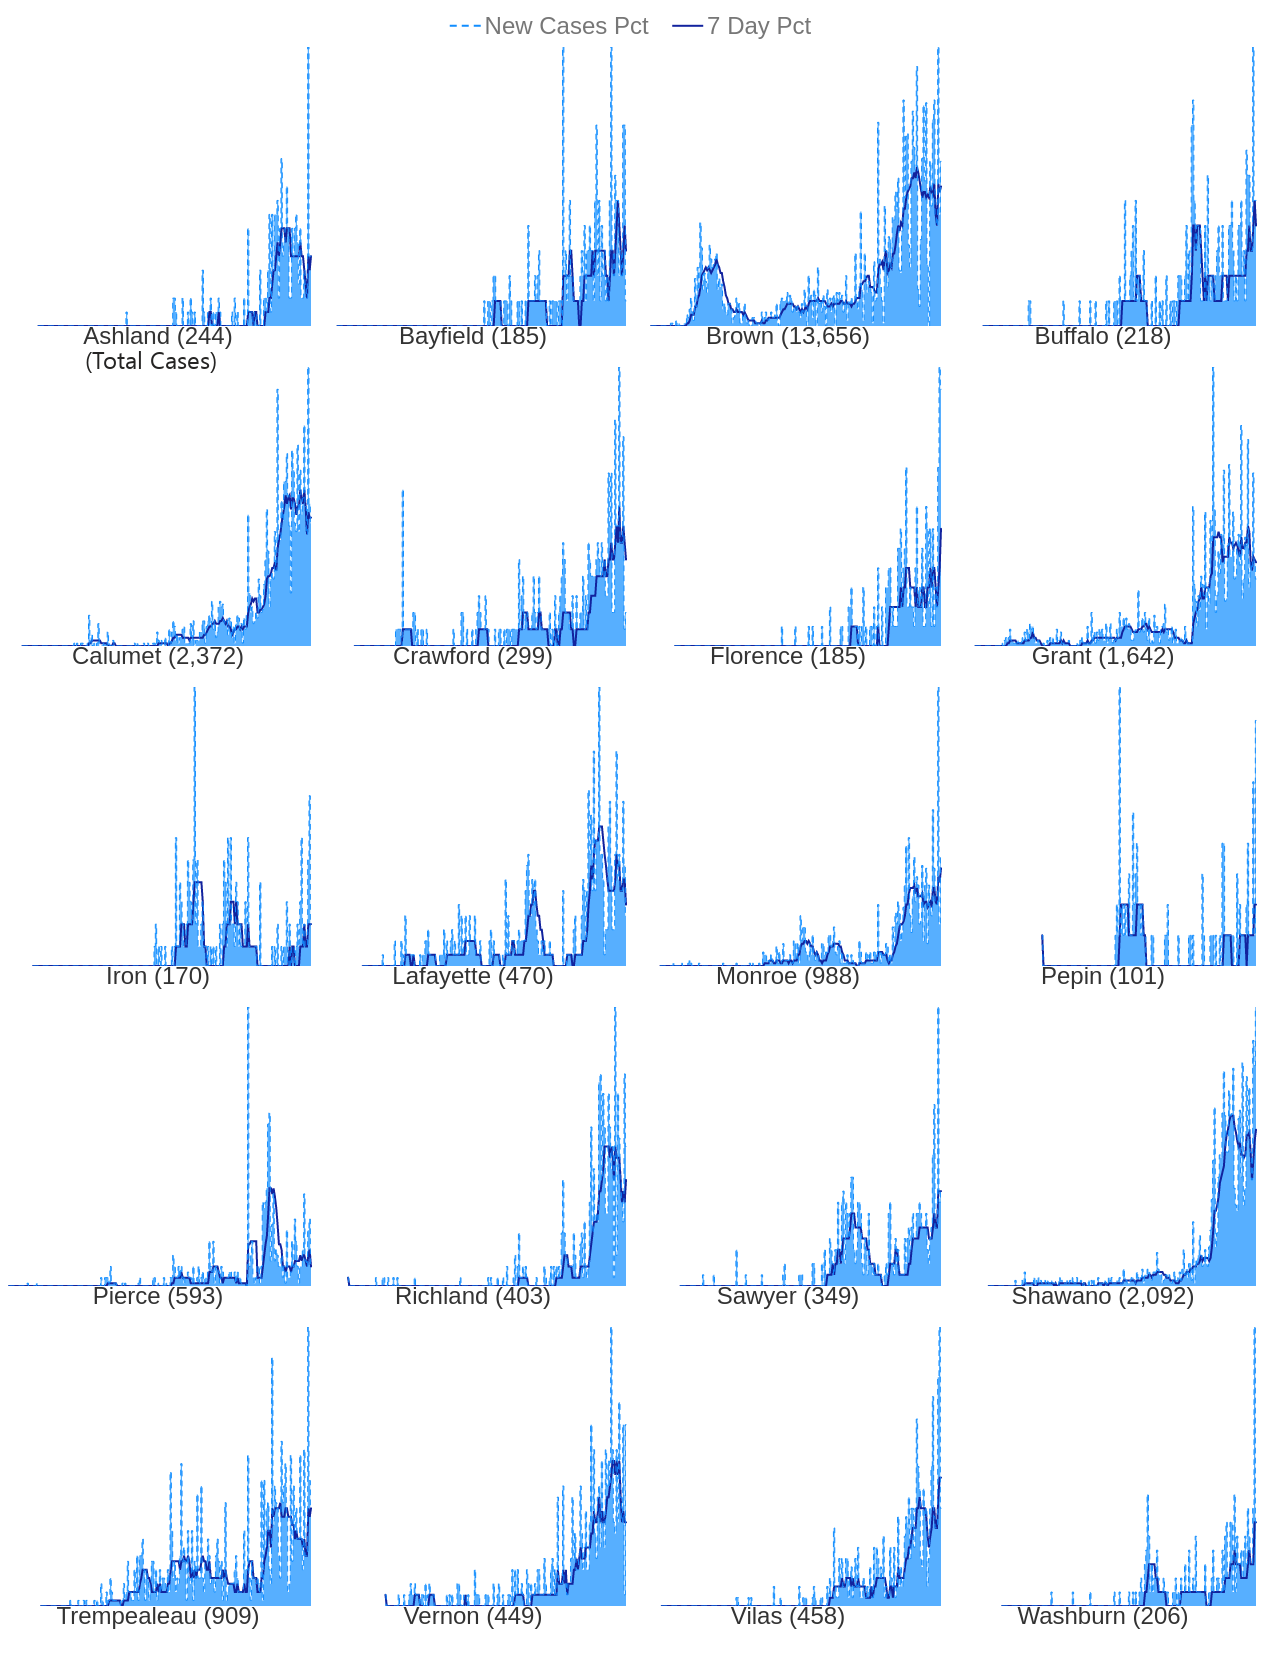 New Cases Pct 7 Day Pct
Ashland (244) Bayfield (185) Brown (13,656) Buffalo (218)
(Total Cases)
Calumet (2,372) Crawford (299) Florence (185) Grant (1,642)
Iron (170) Lafayette (470) Monroe (988) Pepin (101)
Pierce (593) Richland (403) Sawyer (349) Shawano (2,092)
Trempealeau (909) Vernon (449) Vilas (458) Washburn (206)